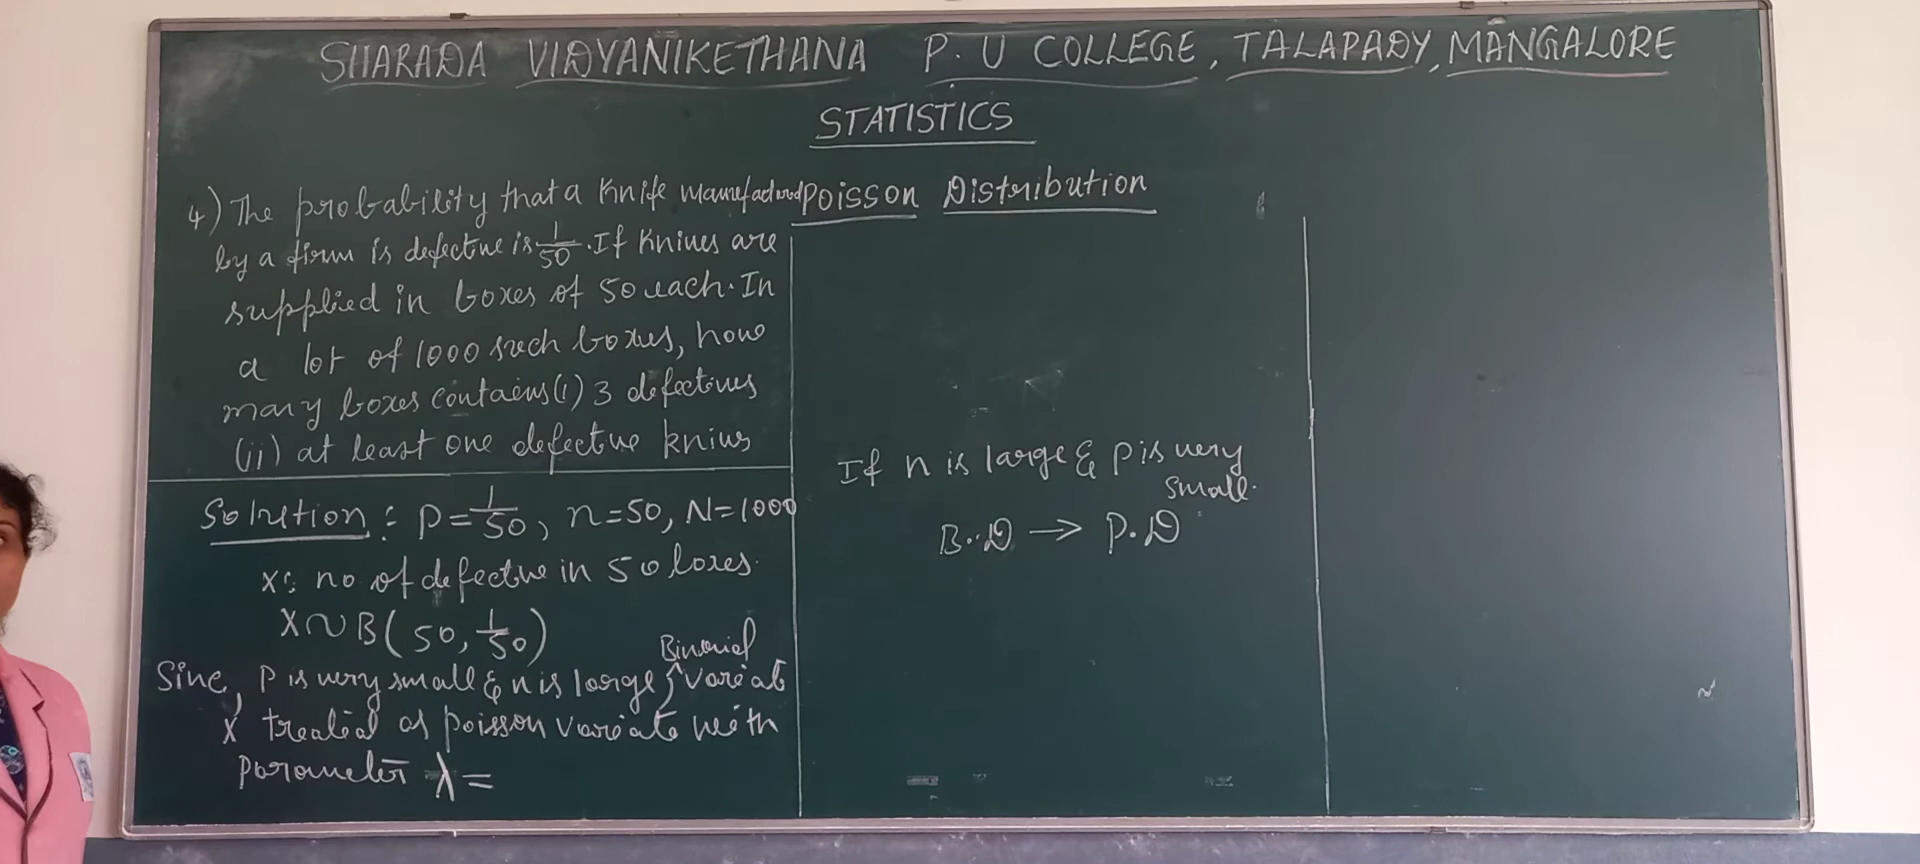 SHARADA VIDYANIKETHANA P.U COLLEGE, TALAPADY, MANGALORE
STATISTICS
Poisson Distribution
4) The probability that a Knife manufactured
by a firm is defective is 1/50. If Knives are
supplied in boxes of 50 each. In
a lot of 1000 such boxes, how
many boxes contains (i) 3 defectives
(ii) at least one defective knives
Solution : P = 1/50, n=50, N=1000
X: no of defective in 50 boxes.
X~B(50, 1/50)
Binomial
Sine, P is very small & n is large, variat
X treated as poisson variate with
Parameter λ =
If n is large & P is very
small.
B.D → P.D